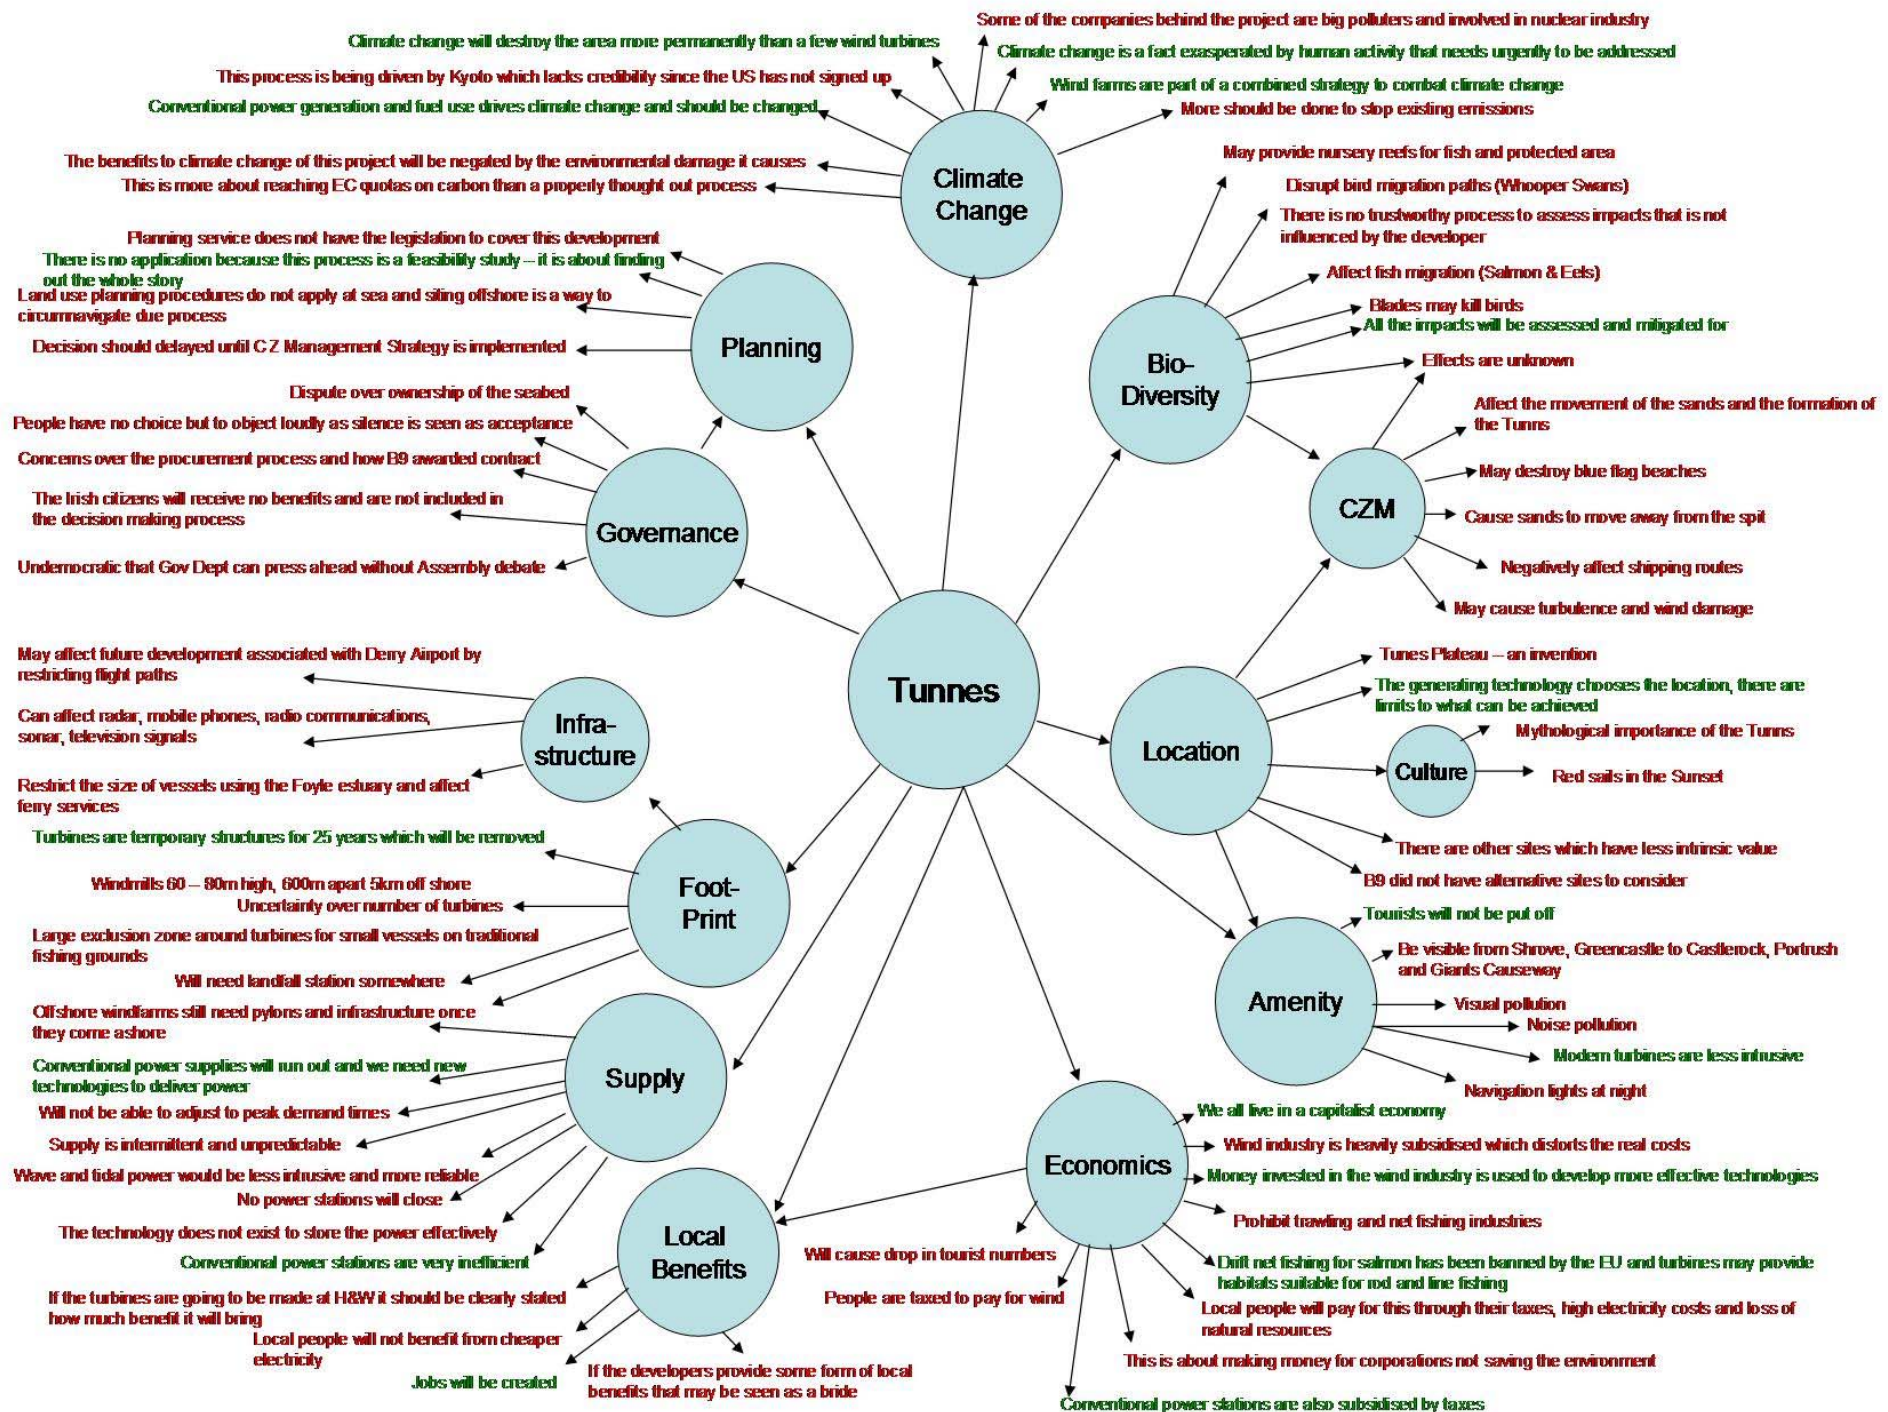 Some of the companies behind the project are big polluters and involved in nuclear industry
Climate change will destroy the area more permanently than a few wind turbines
Climate change is a fact exasperated by human activity that needs urgently to be addressed
This process is being driven by Kyoto which lacks credibility since the US has not signed up
Wind farms are part of a combined strategy to combat climate change
Conventional power generation and fuel use drives climate change and should be changed
More should be done to stop existing emissions
The benefits to climate change of this project will be negated by the environmental damage it causes
This is more about reaching EC quotas on carbon than a properly thought out process
Climate
Change
May provide nursery reefs for fish and protected area
Disrupt bird migration paths (Whooper Swans)
There is no trustworthy process to assess impacts that is not
influenced by the developer
Affect fish migration (Salmon & Eels)
Blades may kill birds
All the impacts will be assessed and mitigated for
Effects are unknown
Bio-
Diversity
Planning service does not have the legislation to cover this development
There is no application because this process is a feasibility study – it is about finding
out the whole story
Land use planning procedures do not apply at sea and siting offshore is a way to
circumnavigate due process
Decision should delayed until C Z Management Strategy is implemented
Planning
Affect the movement of the sands and the formation of
the Tunns
May destroy blue flag beaches
CZM
Cause sands to move away from the spit
Negatively affect shipping routes
May cause turbulence and wind damage
Dispute over ownership of the seabed
People have no choice but to object loudly as silence is seen as acceptance
Concerns over the procurement process and how B9 awarded contract
The Irish citizens will receive no benefits and are not included in
the decision making process
Undemocratic that Gov Dept can press ahead without Assembly debate
Governance
Tunnes
Tunes Plateau – an invention
The generating technology chooses the location, there are
limits to what can be achieved
Location
Culture
Mythological importance of the Tunns
Red sails in the Sunset
There are other sites which have less intrinsic value
B9 did not have alternative sites to consider
May affect future development associated with Derry Airport by
restricting flight paths
Can affect radar, mobile phones, radio communications,
sonar, television signals
Restrict the size of vessels using the Foyle estuary and affect
ferry services
Infra-
structure
Turbines are temporary structures for 25 years which will be removed
Windmills 60 – 80m high, 600m apart 5km off shore
Uncertainty over number of turbines
Large exclusion zone around turbines for small vessels on traditional
fishing grounds
Will need landfall station somewhere
Foot-
Print
Tourists will not be put off
Be visible from Shrove, Greencastle to Castlerock, Portrush
and Giants Causeway
Amenity
Visual pollution
Noise pollution
Modern turbines are less intrusive
Navigation lights at night
Offshore windfarms still need pylons and infrastructure once
they come ashore
Conventional power supplies will run out and we need new
technologies to deliver power
Will not be able to adjust to peak demand times
Supply is intermittent and unpredictable
Wave and tidal power would be less intrusive and more reliable
No power stations will close
The technology does not exist to store the power effectively
Conventional power stations are very inefficient
Supply
We all live in a capitalist economy
Wind industry is heavily subsidised which distorts the real costs
Economics
Money invested in the wind industry is used to develop more effective technologies
Prohibit trawling and net fishing industries
Drift net fishing for salmon has been banned by the EU and turbines may provide
habitats suitable for rod and line fishing
Local people will pay for this through their taxes, high electricity costs and loss of
natural resources
This is about making money for corporations not saving the environment
Conventional power stations are also subsidised by taxes
Will cause drop in tourist numbers
People are taxed to pay for wind
Local
Benefits
If the turbines are going to be made at H&W it should be clearly stated
how much benefit it will bring
Local people will not benefit from cheaper
electricity
Jobs will be created
If the developers provide some form of local
benefits that may be seen as a bride